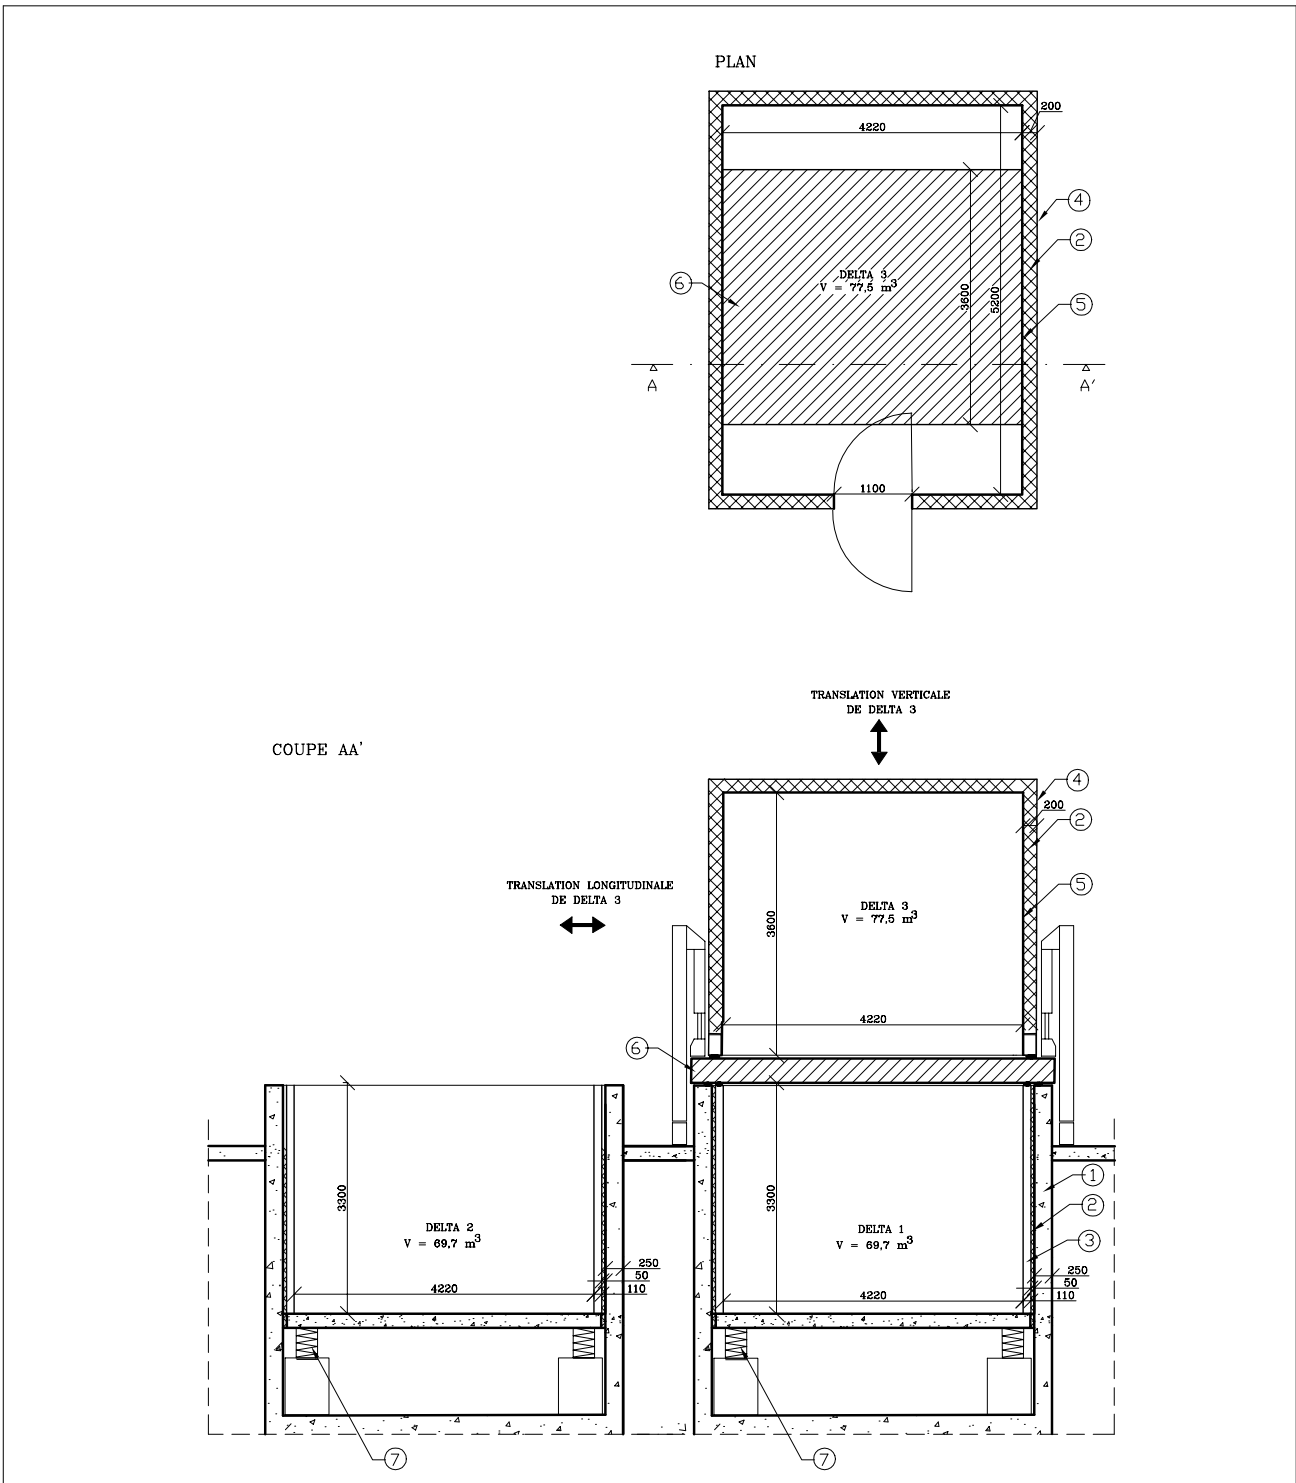 PLAN
200
4220
4
2
DELTA 3
V = 77,5 m³
6
3600
5200
5
A
A'
1100
TRANSLATION VERTICALE
DE DELTA 3
COUPE AA'
4
200
2
TRANSLATION LONGITUDINALE
DE DELTA 3
5
DELTA 3
V = 77,5 m³
3600
4220
6
1
3300
3300
2
DELTA 2
V = 69,7 m³
DELTA 1
V = 69,7 m³
3
250
50
110
4220
250
50
110
4220
7
7